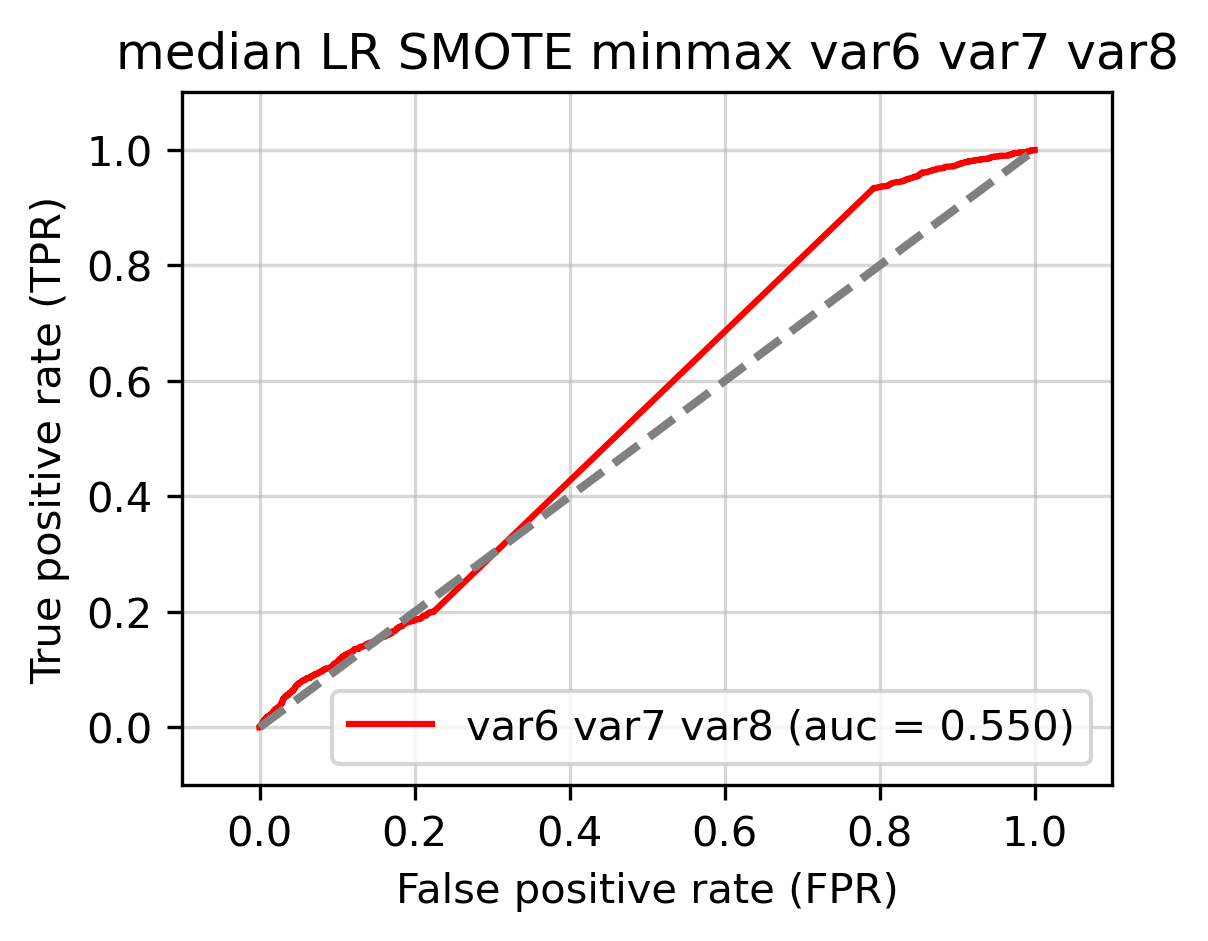 median LR SMOTE minmax var6 var7 var8
True positive rate (TPR)
1.0
0.8
0.6
0.4
0.2
0.0
var6 var7 var8 (auc = 0.550)
0.0 0.2 0.4 0.6 0.8 1.0
False positive rate (FPR)